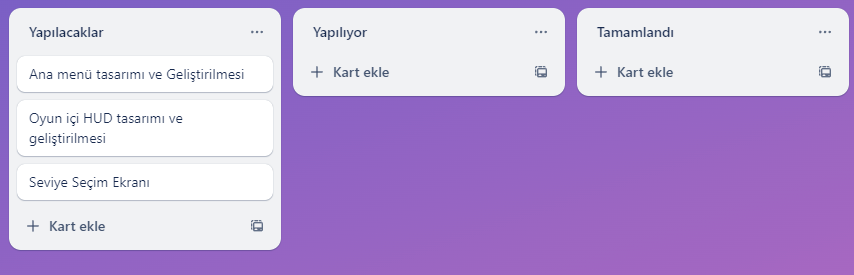 Yapılacaklar
Ana menü tasarımı ve Geliştirilmesi
Oyun içi HUD tasarımı ve
geliştirilmesi
Seviye Seçim Ekranı
Kart ekle
Yapılıyor
Kart ekle
Tamamlandı
Kart ekle